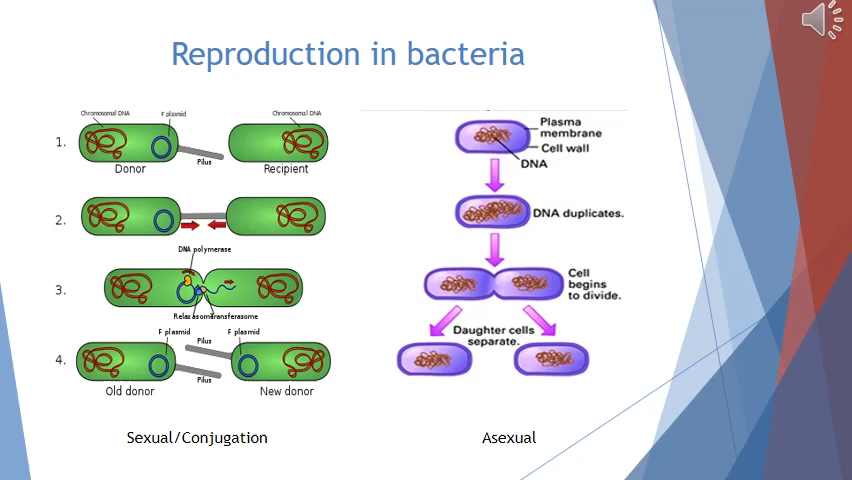 Reproduction in bacteria
Chromosomal DNA
F plasmid
Chromosomal DNA
1.
Pilus
Donor
Recipient
2.
DNA polymerase
3.
Relaxasome
Transferasome
F plasmid
Pilus
F plasmid
4.
Pilus
Old donor
New donor
Sexual/Conjugation
Plasma
membrane
Cell wall
DNA
DNA duplicates.
Cell
begins
to divide.
Daughter cells
separate.
Asexual